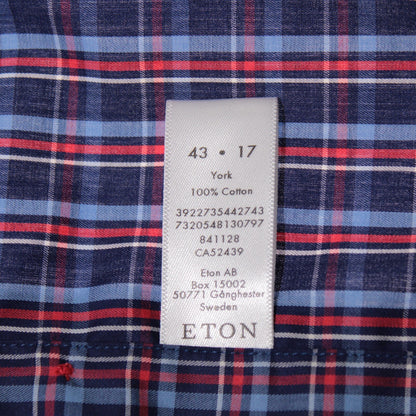 43 • 17
York
100% Cotton
3922735442743
7320548130797
841128
CA52439
Eton AB
Box 15002
50771 Gånghester
Sweden
ETON